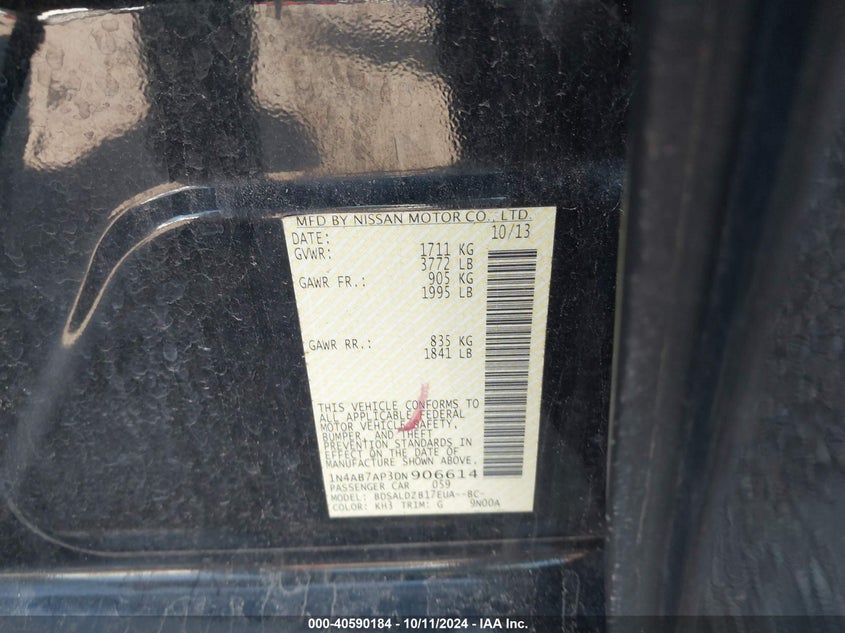 MFD BY NISSAN MOTOR CO., LTD.
DATE: 10/13
GVWR: 1711 KG
3772 LB
GAWR FR.: 905 KG
1995 LB
GAWR RR.: 835 KG
1841 LB
THIS VEHICLE CONFORMS TO
ALL APPLICABLE FEDERAL
MOTOR VEHICLE SAFETY,
BUMPER, AND THEFT
PREVENTION STANDARDS IN
EFFECT ON THE DATE OF
MANUFACTURE SHOWN ABOVE.
1N4AB7AP3DN906614
PASSENGER CAR 059
MODEL: BDSALDZB17EUA--BC-
COLOR: KH3 TRIM: G 9N00A
000-40590184 - 10/11/2024 - IAA Inc.